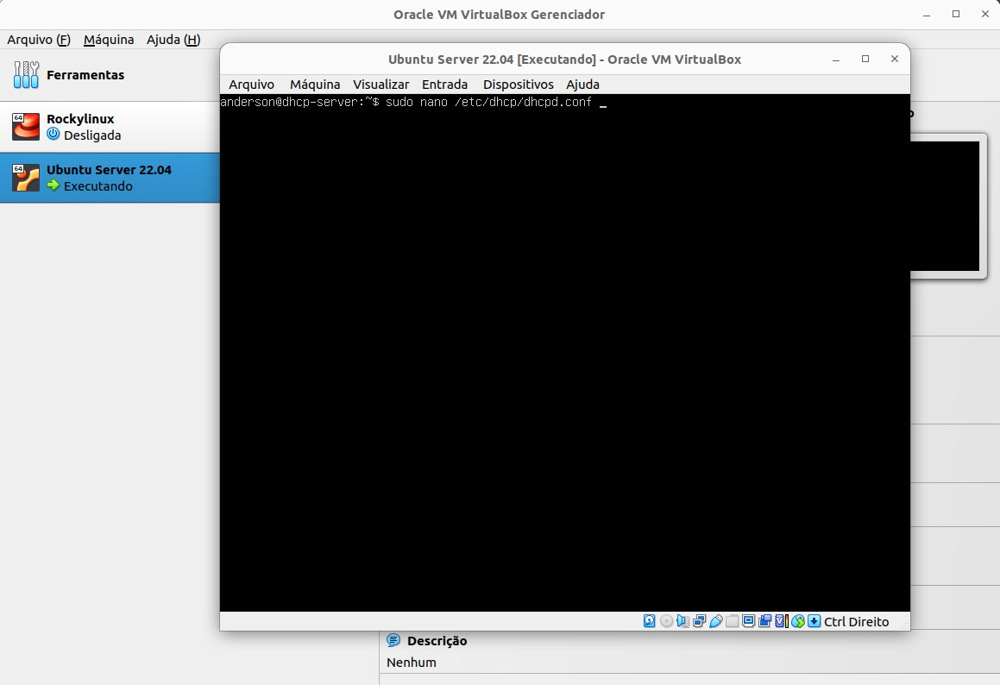 Oracle VM VirtualBox Gerenciador
Arquivo (F) Máquina Ajuda (H)
Ferramentas
64
Rockylinux
Desligada
64
Ubuntu Server 22.04
Executando
Ubuntu Server 22.04 [Executando] - Oracle VM VirtualBox
Arquivo Máquina Visualizar Entrada Dispositivos Ajuda
anderson@dhcp-server:~$ sudo nano /etc/dhcp/dhcpd.conf _
Ctrl Direito
Descrição
Nenhum